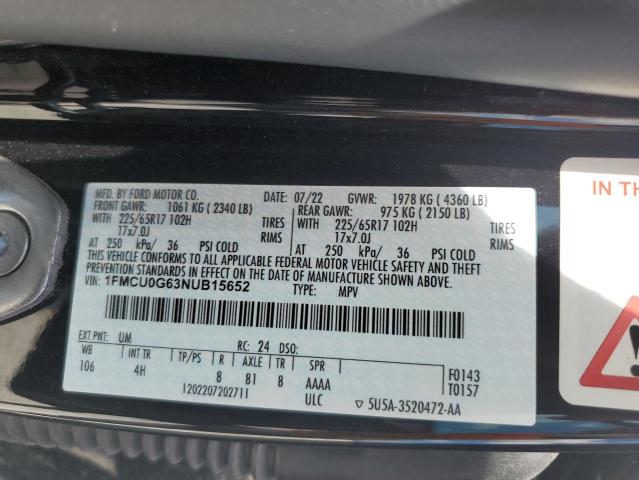 MFD. BY FORD MOTOR CO. DATE: 07/22 GVWR: 1978 KG ( 4360 LB)
FRONT GAWR: 1061 KG ( 2340 LB) REAR GAWR: 975 KG ( 2150 LB)
WITH 225/65R17 102H TIRES WITH 225/65R17 102H TIRES
17x7.0J RIMS 17x7.0J RIMS
AT 250 kPa/ 36 PSI COLD AT 250 kPa/ 36 PSI COLD
THIS VEHICLE CONFORMS TO ALL APPLICABLE FEDERAL MOTOR VEHICLE SAFETY AND THEFT
PREVENTION STANDARDS IN EFFECT ON THE DATE OF MANUFACTURE SHOWN ABOVE.
VIN: 1FMCU0G63NUB15652 TYPE: MPV
EXT PNT: UM RC: 24 DSO:
WB INT TR TP/PS R AXLE TR SPR F0143
106 4H 8 81 8 AAAA T0157
1202207202711 ULC ▽ 5U5A-3520472-AA
IN TH